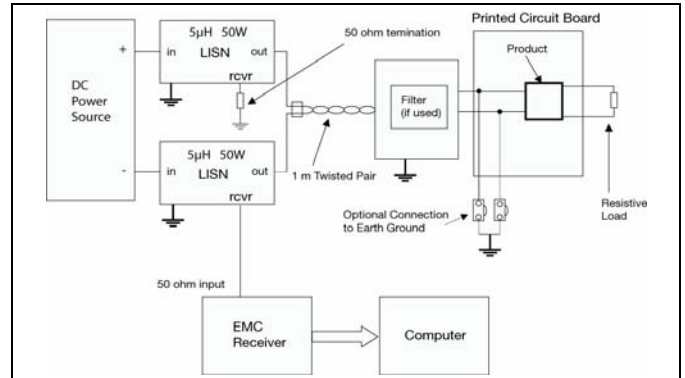 Printed Circuit Board
5µH 50W
LISN
in
out
rcvr
+
50 ohm temination
Product
DC
Power
Source
Filter
(if used)
5µH 50W
LISN
-
in
out
rcvr
1 m Twisted Pair
Optional Connection
to Earth Ground
Resistive
Load
50 ohm input
EMC
Receiver
Computer